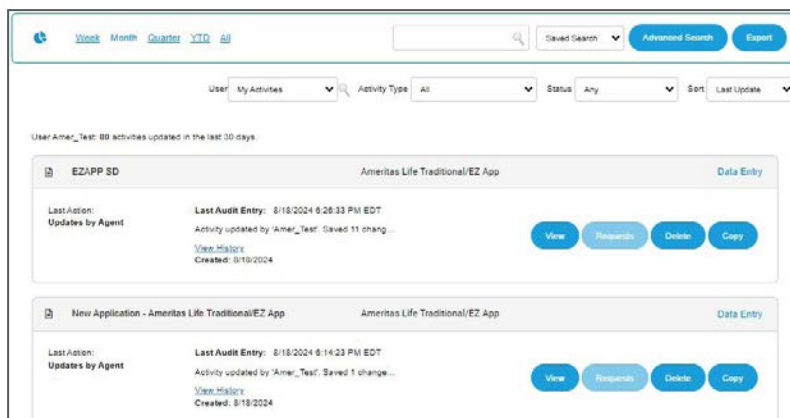 Week Month Quarter YTD All Saved Search Advanced Search Export
User My Activities Activity Type All Status Any Sort Last Update
User Amer_Test: 80 activities updated in the last 30 days.
EZAPP SD Ameritas Life Traditional/EZ App Data Entry
Last Action: Last Audit Entry: 8/18/2024 6:26:33 PM EDT
Updates by Agent Activity updated by 'Amer_Test'. Saved 11 chang...
View Requests Delete Copy
View History
Created: 8/18/2024
New Application - Ameritas Life Traditional/EZ App Ameritas Life Traditional/EZ App Data Entry
Last Action: Last Audit Entry: 8/18/2024 6:14:23 PM EDT
Updates by Agent Activity updated by 'Amer_Test'. Saved 1 change...
View Requests Delete Copy
View History
Created: 8/18/2024